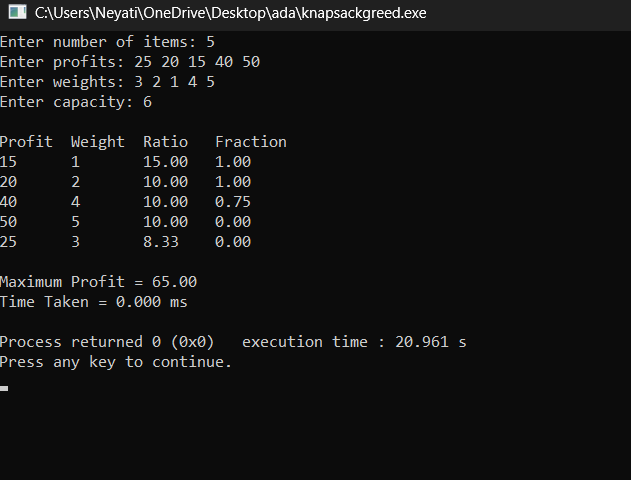 C:\Users\Neyati\OneDrive\Desktop\ada\knapsackgreed.exe
Enter number of items: 5
Enter profits: 25 20 15 40 50
Enter weights: 3 2 1 4 5
Enter capacity: 6
Profit  Weight  Ratio   Fraction
15      1       15.00   1.00
20      2       10.00   1.00
40      4       10.00   0.75
50      5       10.00   0.00
25      3       8.33    0.00
Maximum Profit = 65.00
Time Taken = 0.000 ms
Process returned 0 (0x0)   execution time : 20.961 s
Press any key to continue.